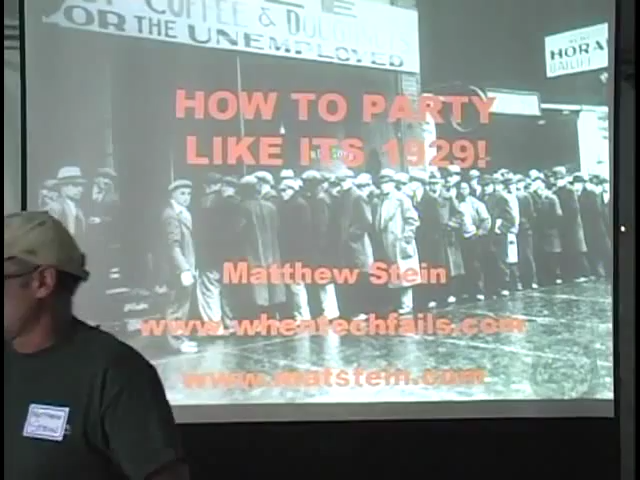 COFFEE & DOUGHNUTS
FOR THE UNEMPLOYED
HORA
HOW TO PARTY
LIKE ITS 1929!
Matthew Stein
www.whentechfails.com
www.matstein.com